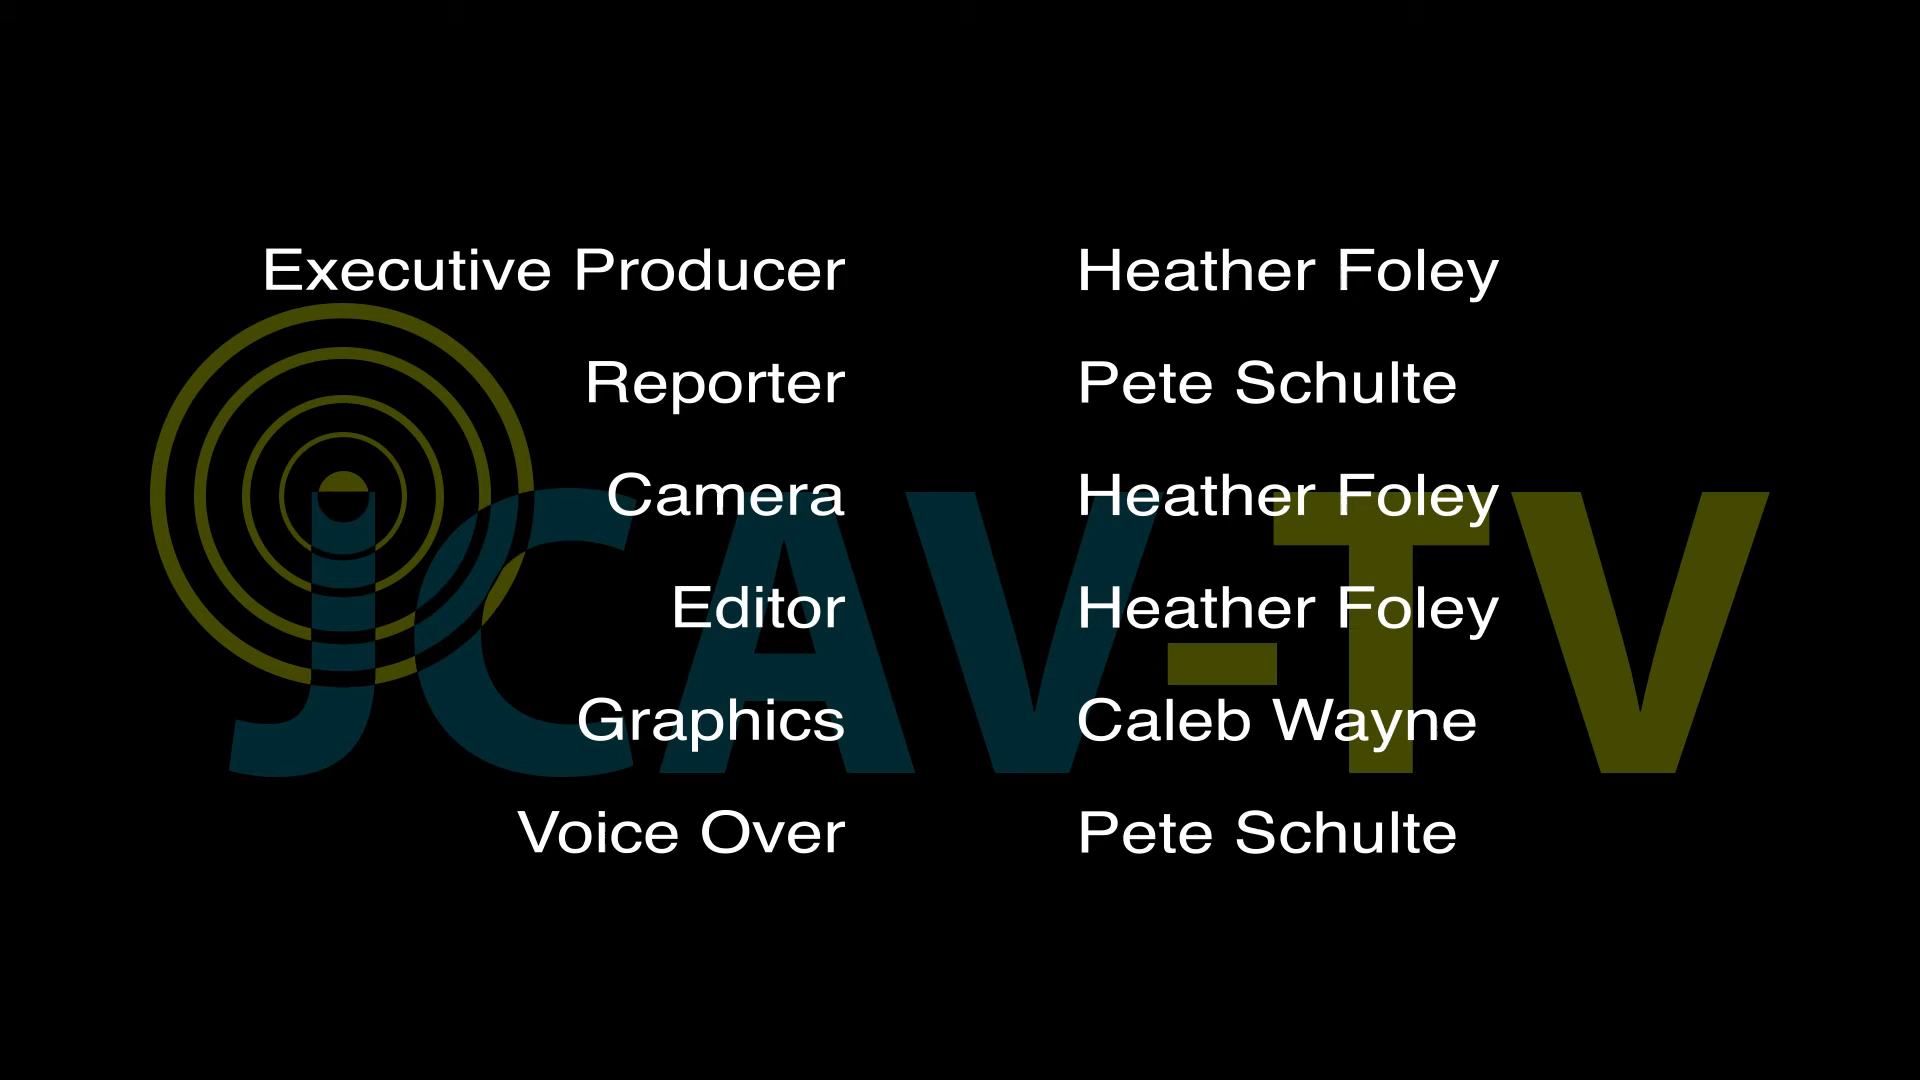 Executive Producer Heather Foley
Reporter Pete Schulte
Camera Heather Foley
Editor Heather Foley
Graphics Caleb Wayne
Voice Over Pete Schulte
JCAV-TV